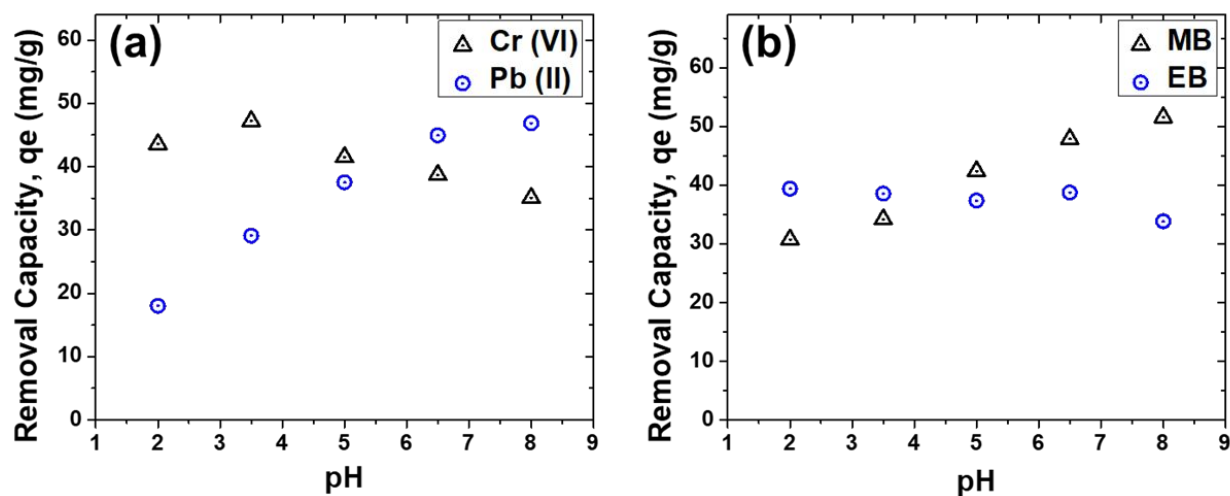 (a)
Cr (VI)
Pb (II)
Removal Capacity, qe (mg/g)
60
50
40
30
20
10
0
1 2 3 4 5 6 7 8 9
pH
(b)
MB
EB
Removal Capacity, qe (mg/g)
60
50
40
30
20
10
0
1 2 3 4 5 6 7 8 9
pH